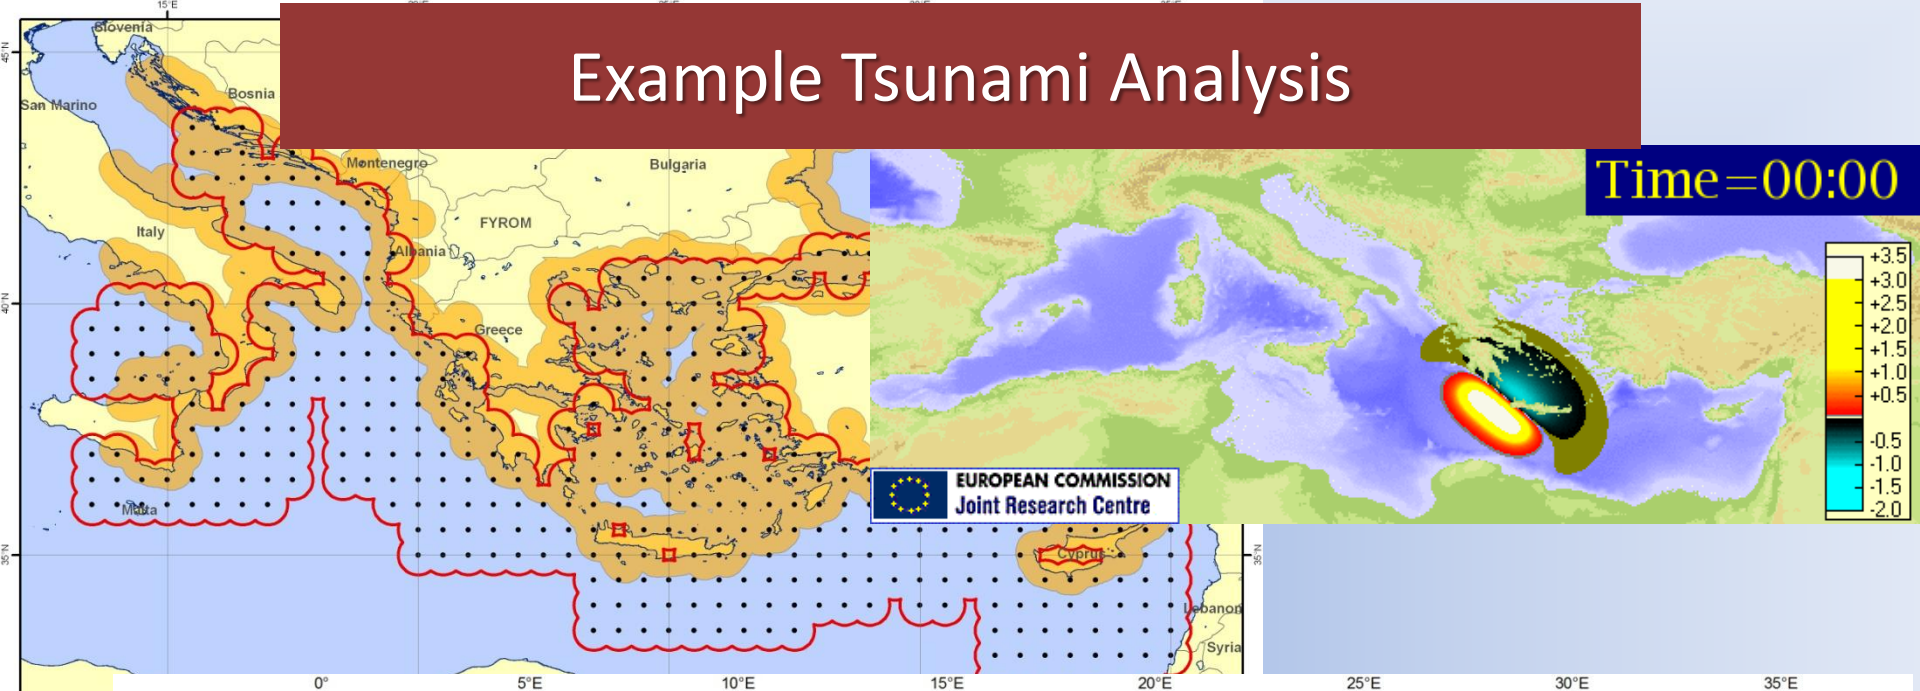 15°E
Example Tsunami Analysis
Slovenia
45°N
San Marino
Bosnia
Montenegro
Bulgaria
Time=00:00
Italy
FYROM
Albania
40°N
Greece
+3.5
+3.0
+2.5
+2.0
+1.5
+1.0
+0.5
-0.5
-1.0
-1.5
-2.0
EUROPEAN COMMISSION
Joint Research Centre
Malta
35°N
Cyprus
35°N
Lebanon
Syria
0°
5°E
10°E
15°E
20°E
25°E
30°E
35°E